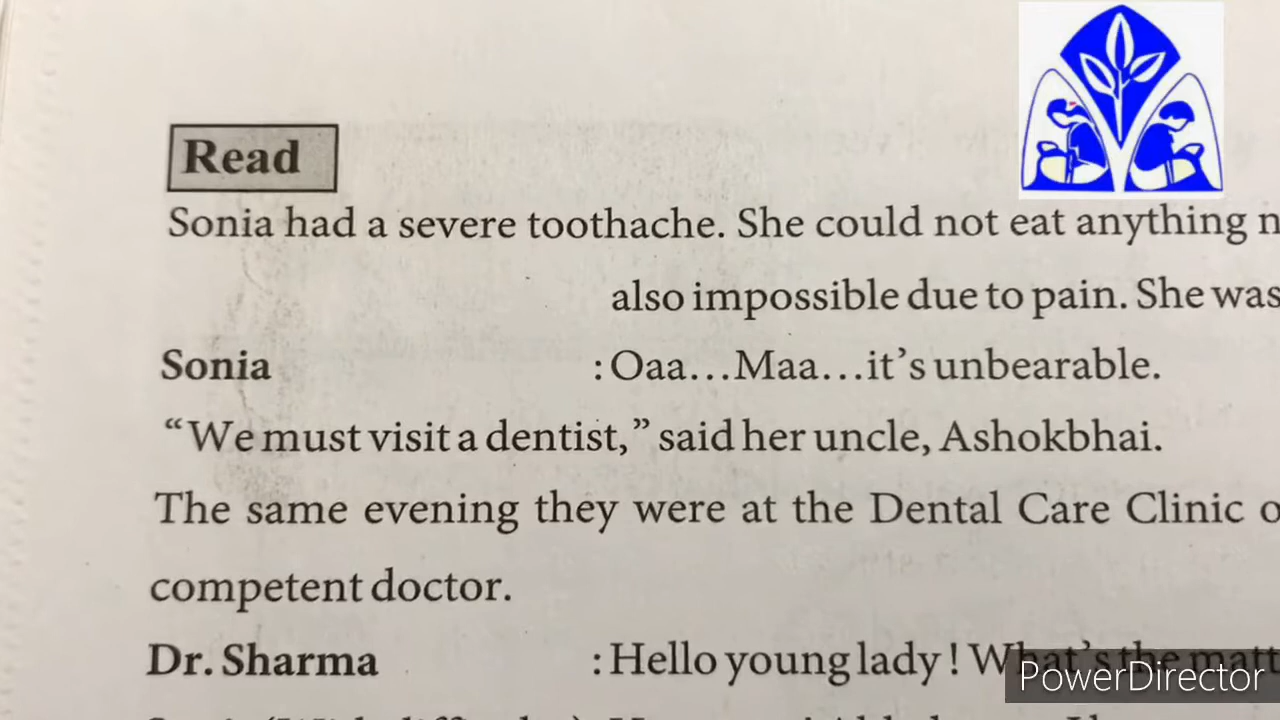 Read
Sonia had a severe toothache. She could not eat anything
also impossible due to pain. She was
Sonia : Oaa...Maa...it's unbearable.
“We must visit a dentist,” said her uncle, Ashokbhai.
The same evening they were at the Dental Care Clinic
competent doctor.
Dr. Sharma : Hello young lady ! What's the
PowerDirector